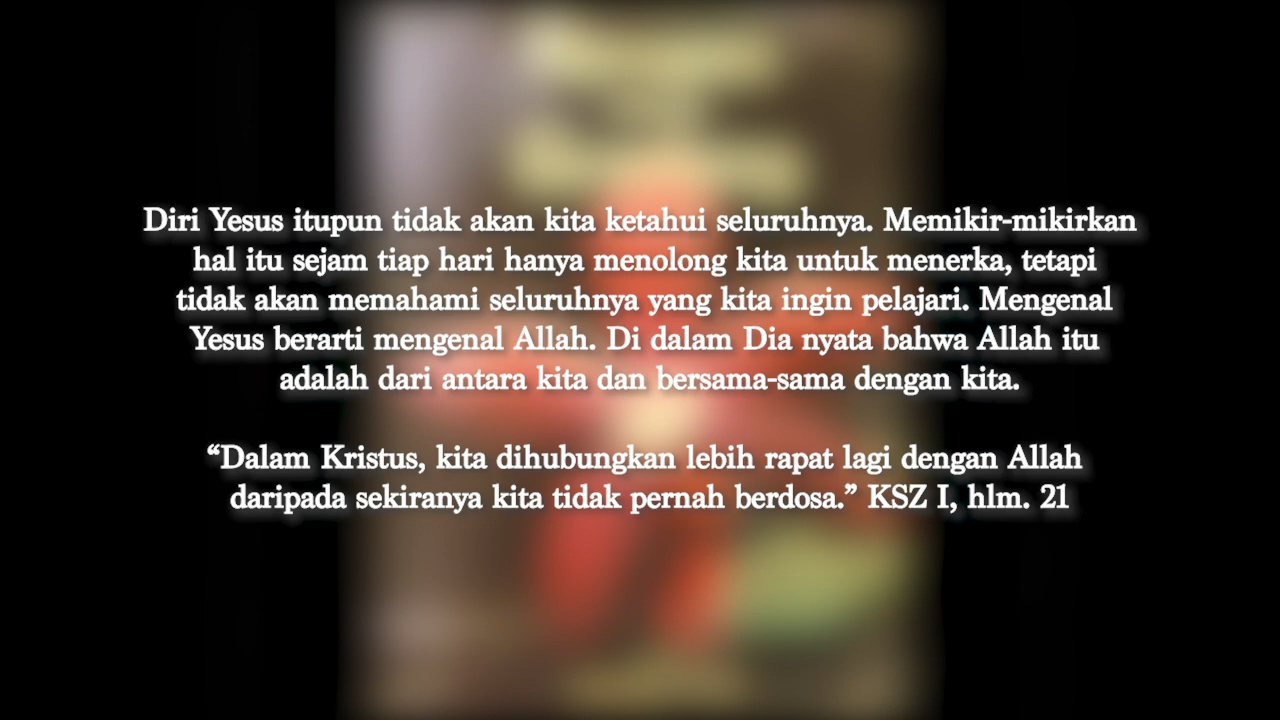 Diri Yesus itupun tidak akan kita ketahui seluruhnya. Memikir-mikirkan
hal itu sejam tiap hari hanya menolong kita untuk menerka, tetapi
tidak akan memahami seluruhnya yang kita ingin pelajari. Mengenal
Yesus berarti mengenal Allah. Di dalam Dia nyata bahwa Allah itu
adalah dari antara kita dan bersama-sama dengan kita.
“Dalam Kristus, kita dihubungkan lebih rapat lagi dengan Allah
daripada sekiranya kita tidak pernah berdosa.” KSZ I, hlm. 21